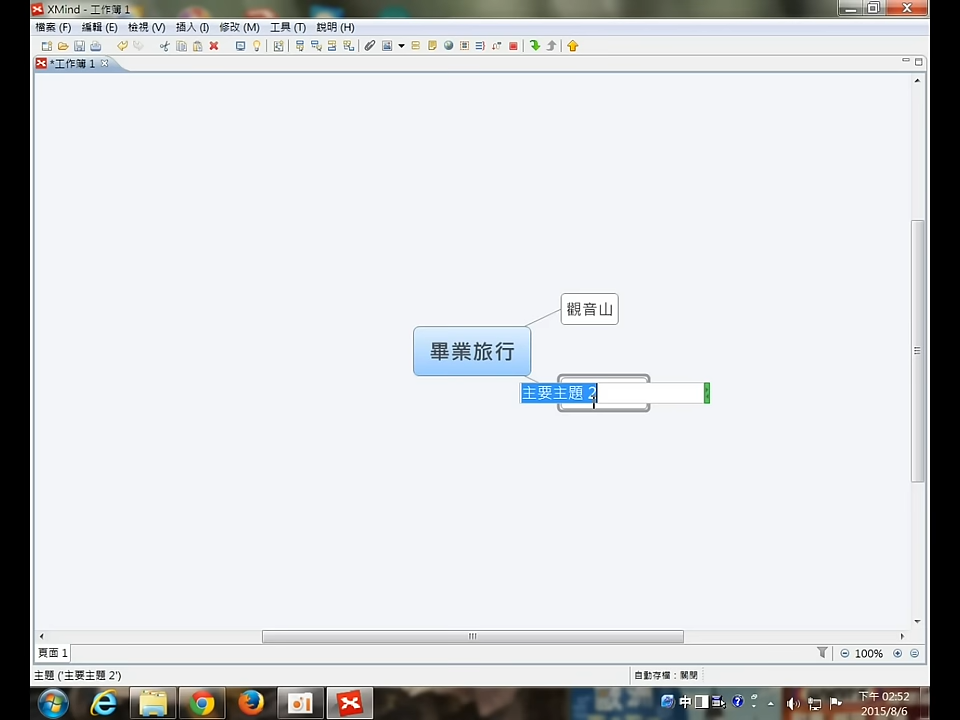 XMind - 工作簿 1
檔案 (F) 編輯 (E) 檢視 (V) 插入 (I) 修改 (M) 工具 (T) 說明 (H)
*工作簿 1
觀音山
畢業旅行
主要主題 2
頁面 1
100%
主題 ('主要主題 2')
自動存檔：關閉
中
下午 02:52
2015/8/6